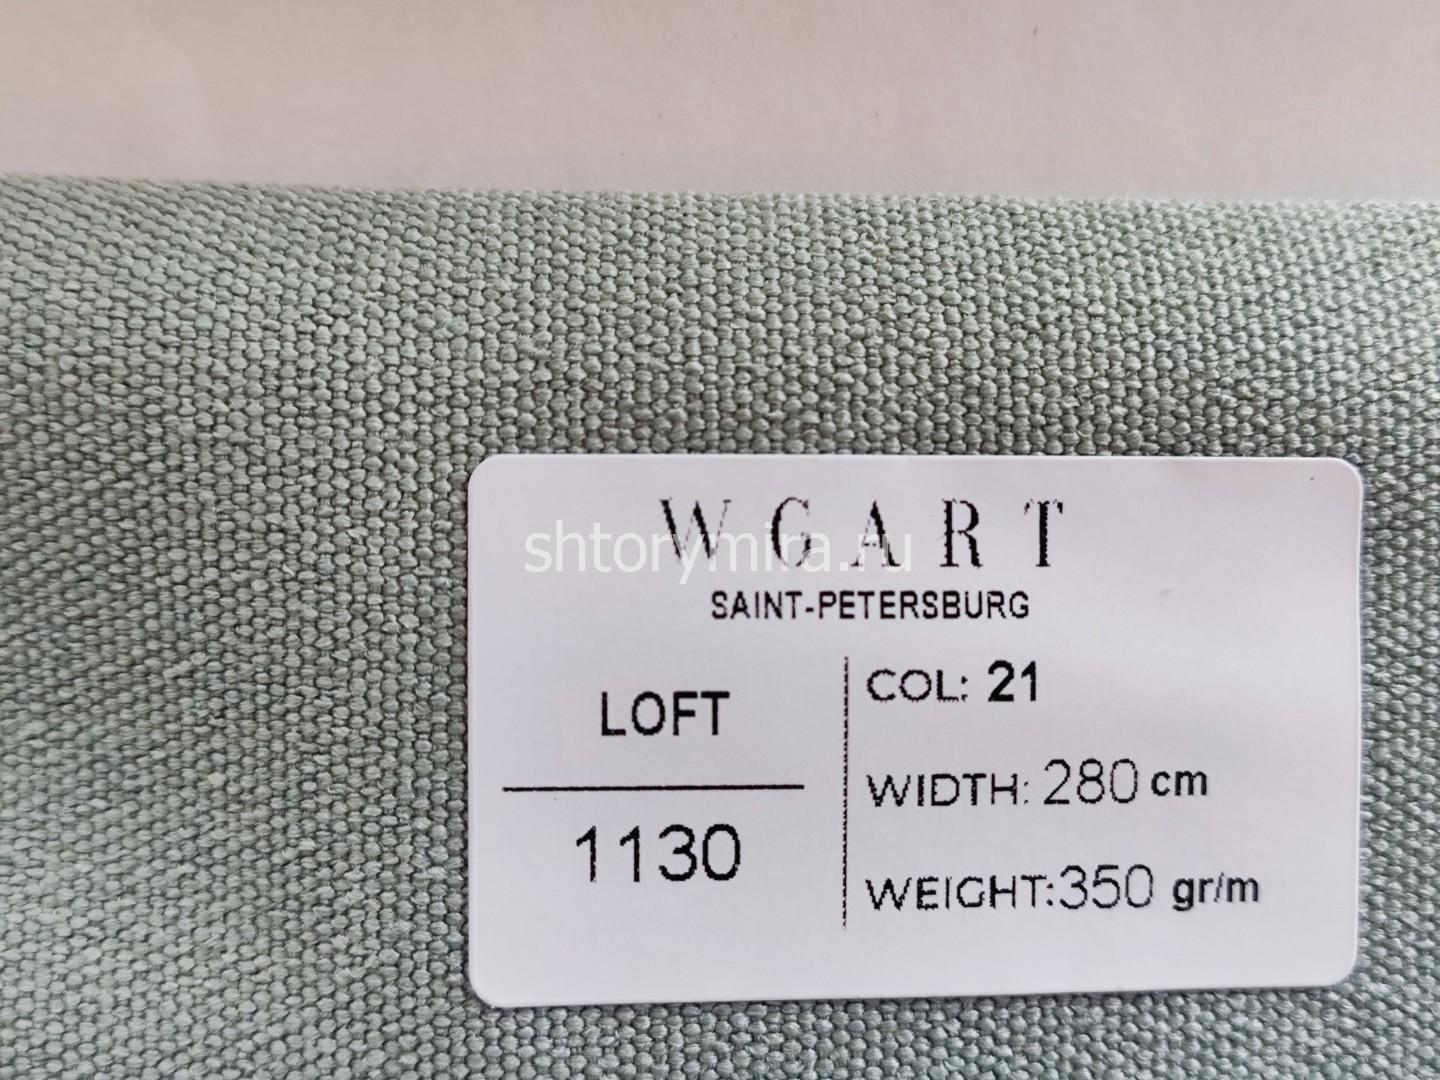 WGART
shtorymira.ru
SAINT-PETERSBURG
LOFT
1130
COL: 21
WIDTH: 280 cm
WEIGHT:350 gr/m